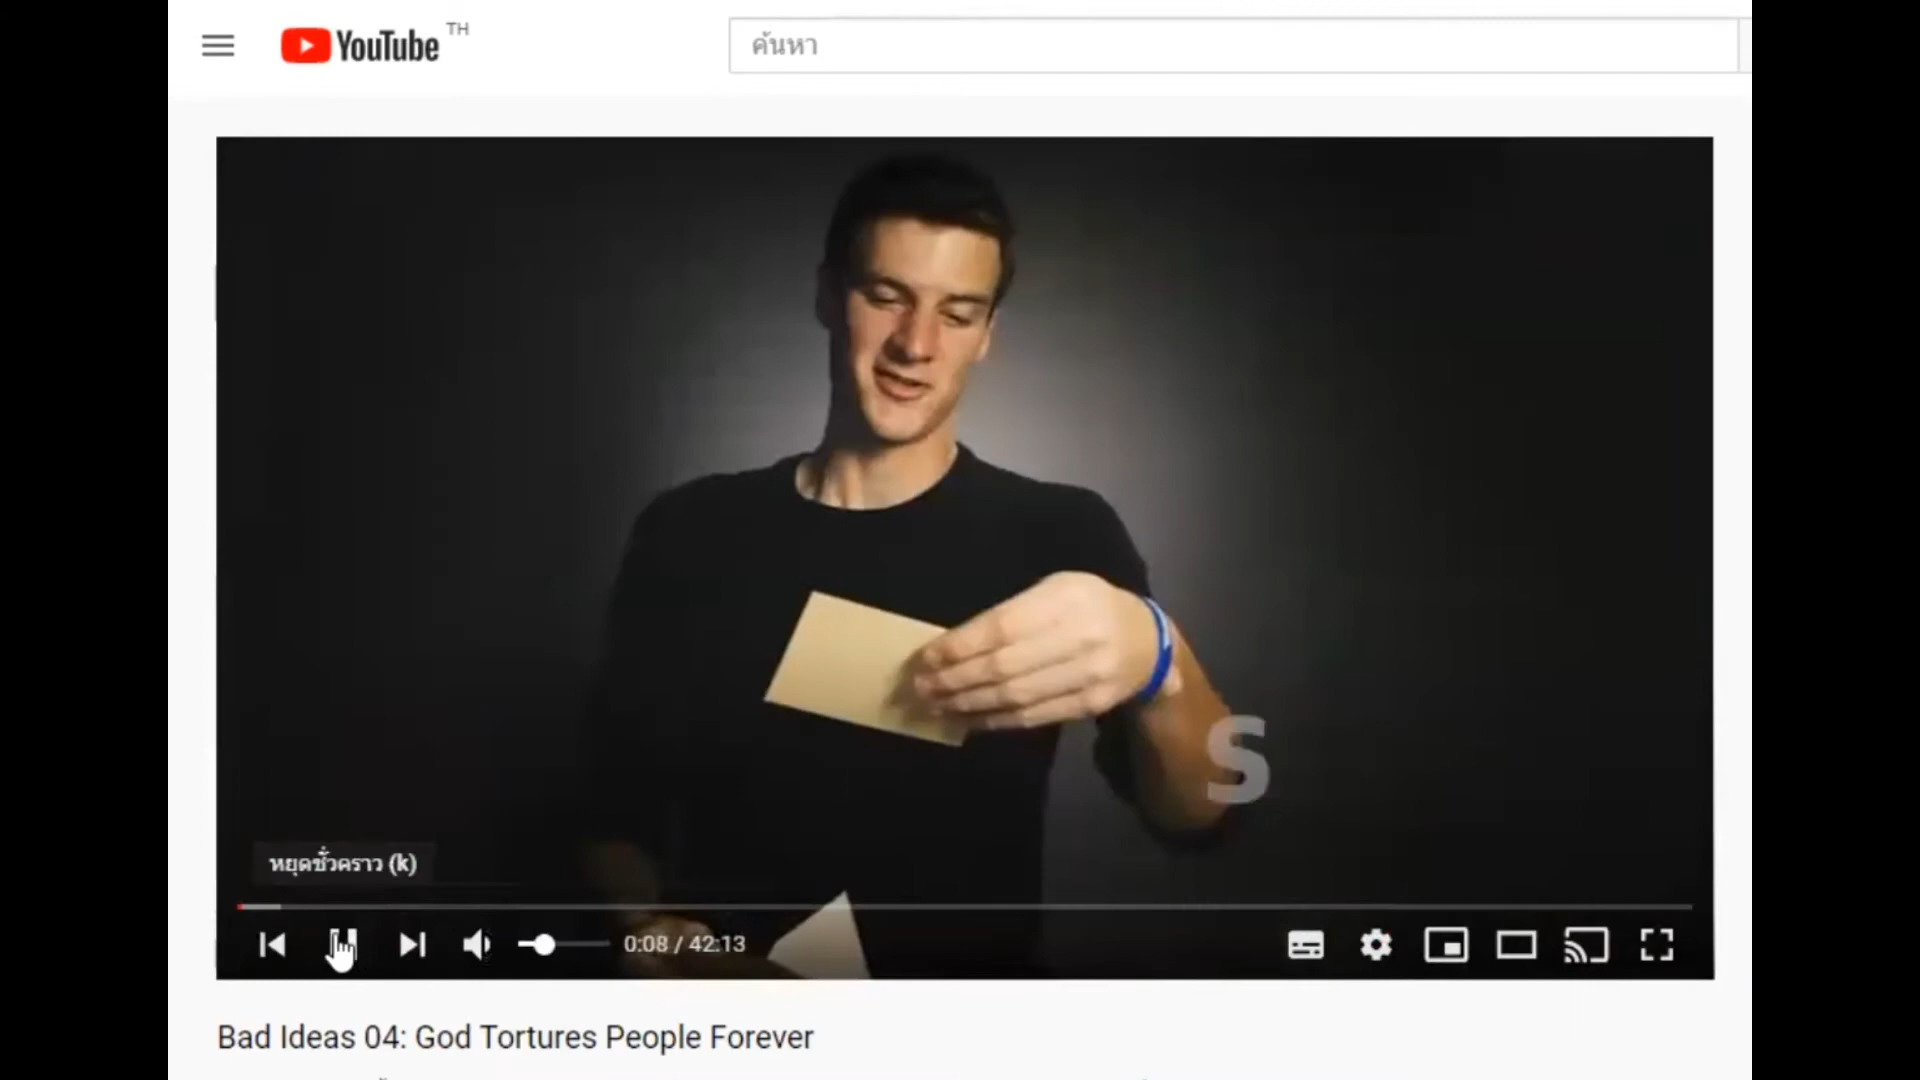 YouTube TH
ค้นหา
S
หยุดชั่วคราว (k)
0:08 / 42:13
Bad Ideas 04: God Tortures People Forever